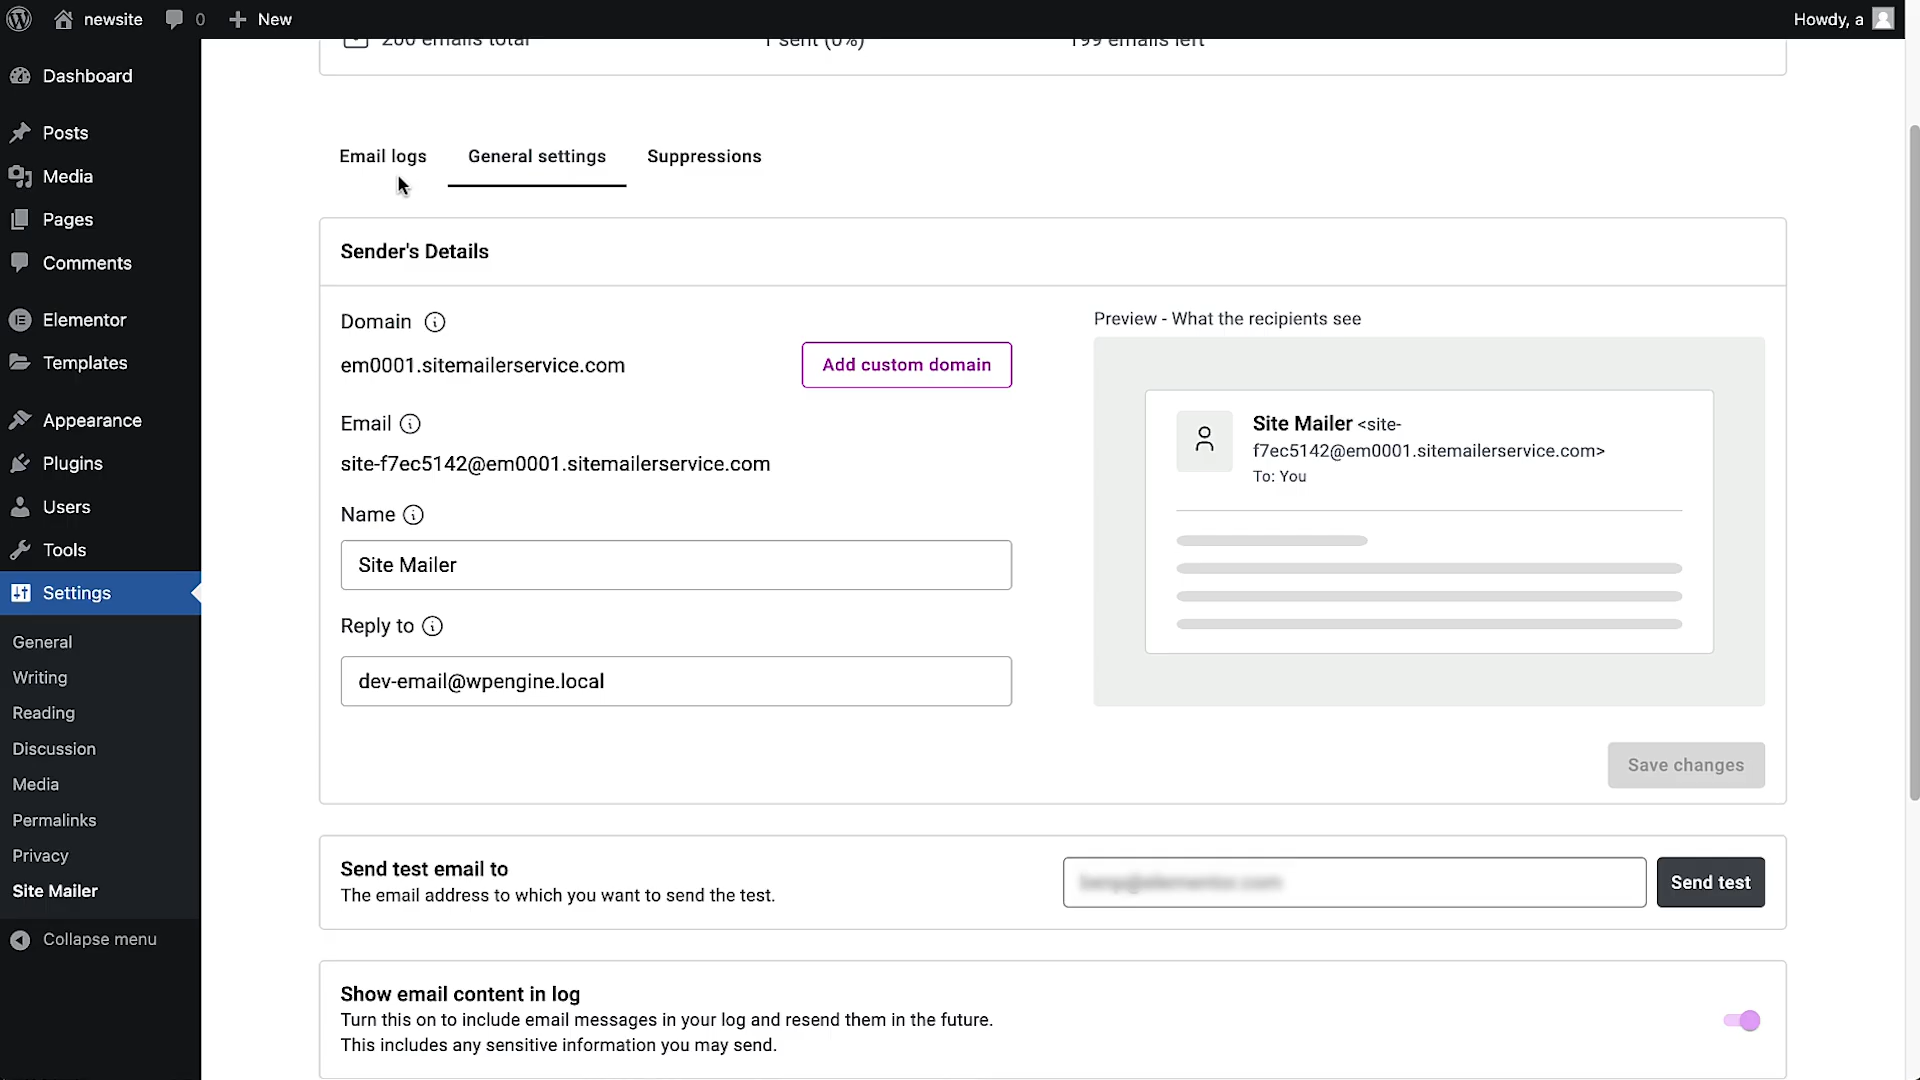 newsite
0
New
Howdy, a
200 emails total
1 sent (0%)
199 emails left
Dashboard
Posts
Media
Pages
Comments
Elementor
Templates
Appearance
Plugins
Users
Tools
Settings
General
Writing
Reading
Discussion
Media
Permalinks
Privacy
Site Mailer
Collapse menu
Email logs
General settings
Suppressions
Sender's Details
Domain
em0001.sitemailerservice.com
Add custom domain
Email
site-f7ec5142@em0001.sitemailerservice.com
Name
Site Mailer
Reply to
dev-email@wpengine.local
Preview - What the recipients see
Site Mailer <site-
f7ec5142@em0001.sitemailerservice.com>
To: You
Save changes
Send test email to
The email address to which you want to send the test.
Send test
Show email content in log
Turn this on to include email messages in your log and resend them in the future.
This includes any sensitive information you may send.